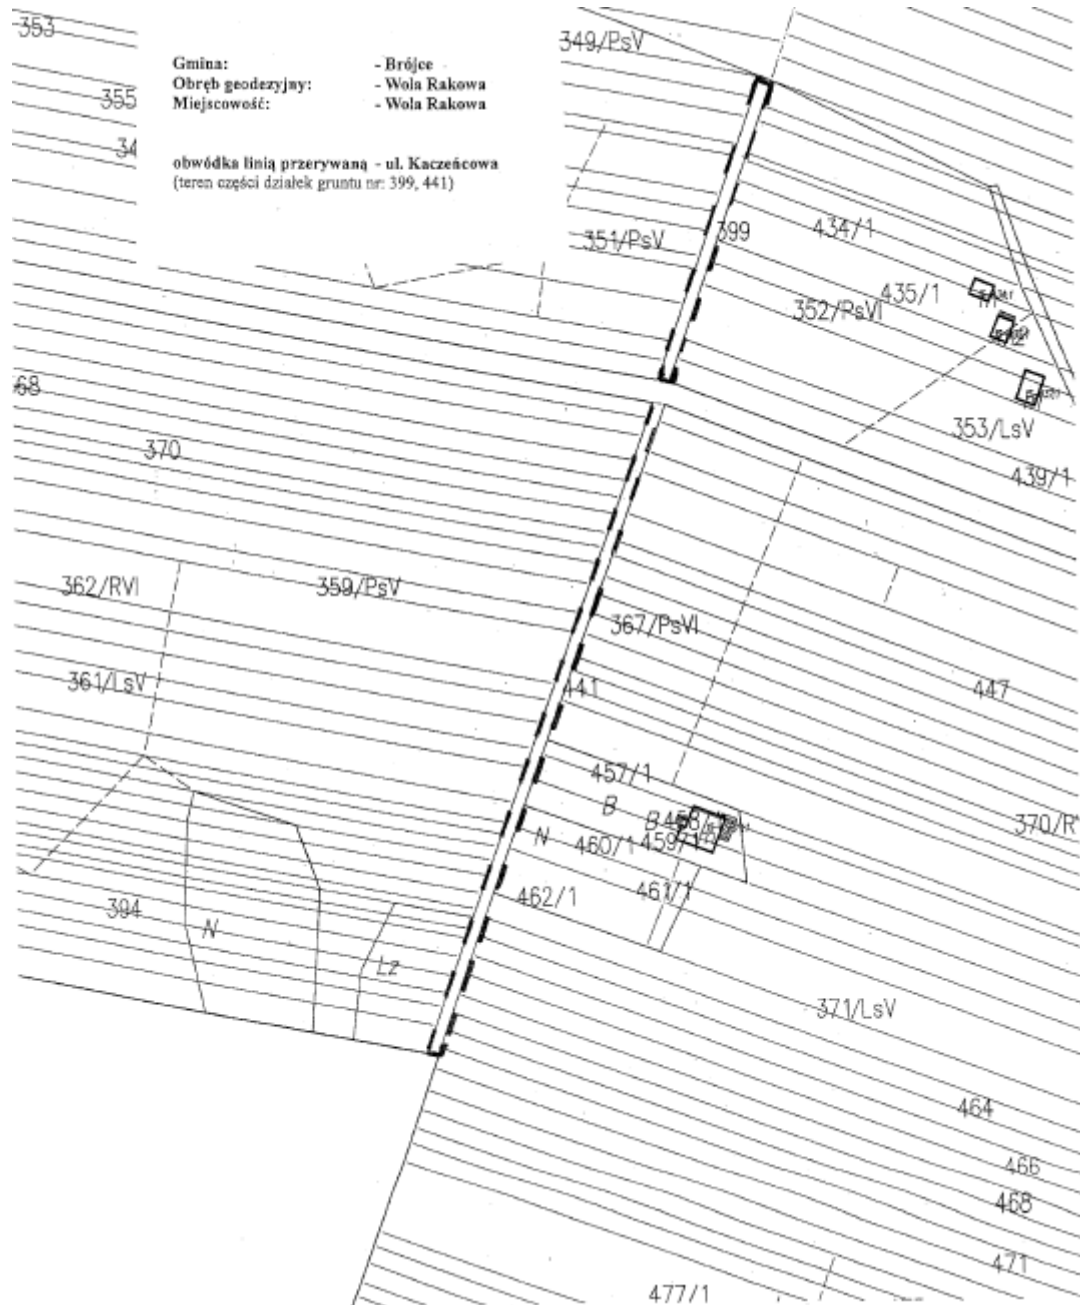 353
349/PsV
Gmina: - Brójce
Obręb geodezyjny: - Wola Rakowa
Miejscowość: - Wola Rakowa
355
34
obwódka linią przerywaną - ul. Kaczeńcowa
(teren części działek gruntu nr: 399, 441)
351/PsV
399
434/1
435/1
352/PsVI
68
370
353/LsV
439/1
362/RVI
359/PsV
367/PsVI
361/LsV
441
447
457/1
B
B
N
460/1
459/1
370/R
462/1
461/1
394
N
Lz
371/LsV
464
466
468
471
477/1